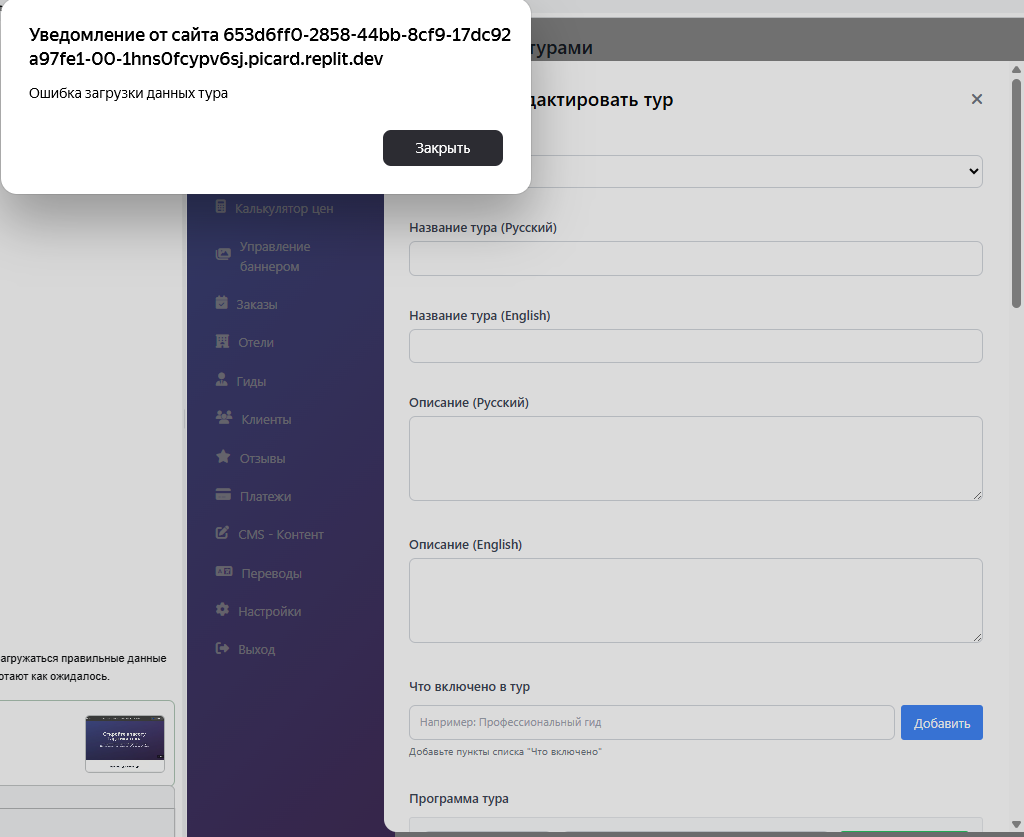 Уведомление от сайта 653d6ff0-2858-44bb-8cf9-17dc92
a97fe1-00-1hns0fcypv6sj.picard.replit.dev
Ошибка загрузки данных тура
Закрыть
турами
дактировать тур
Калькулятор цен
Управление
баннером
Заказы
Отели
Гиды
Клиенты
Отзывы
Платежи
CMS - Контент
Переводы
Настройки
Выход
Название тура (Русский)
Название тура (English)
Описание (Русский)
Описание (English)
Что включено в тур
Например: Профессиональный гид
Добавить
Добавьте пункты списка "Что включено"
Программа тура
агружаться правильные данные
отают как ожидалось.